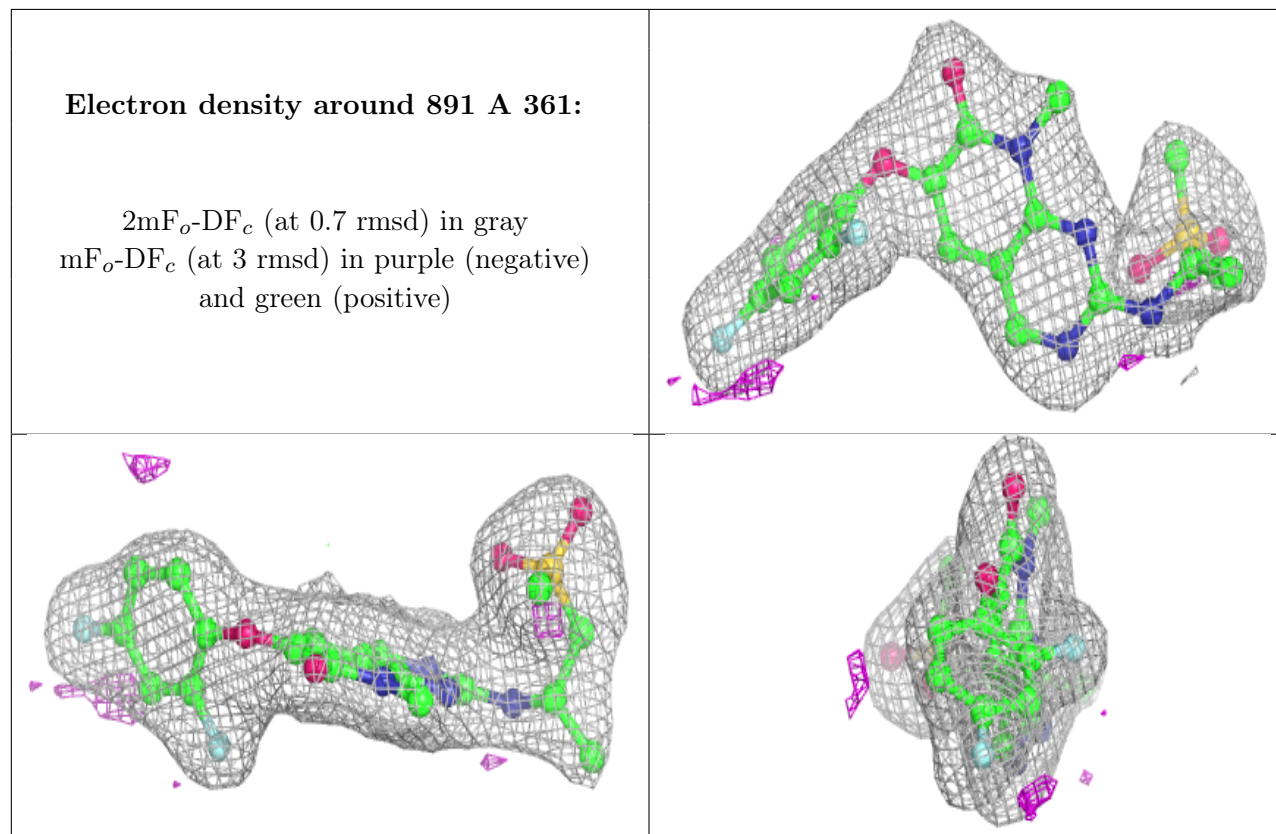 Electron density around 891 A 361:
2mFₒ-DF𝒸 (at 0.7 rmsd) in gray
mFₒ-DF𝒸 (at 3 rmsd) in purple (negative)
and green (positive)